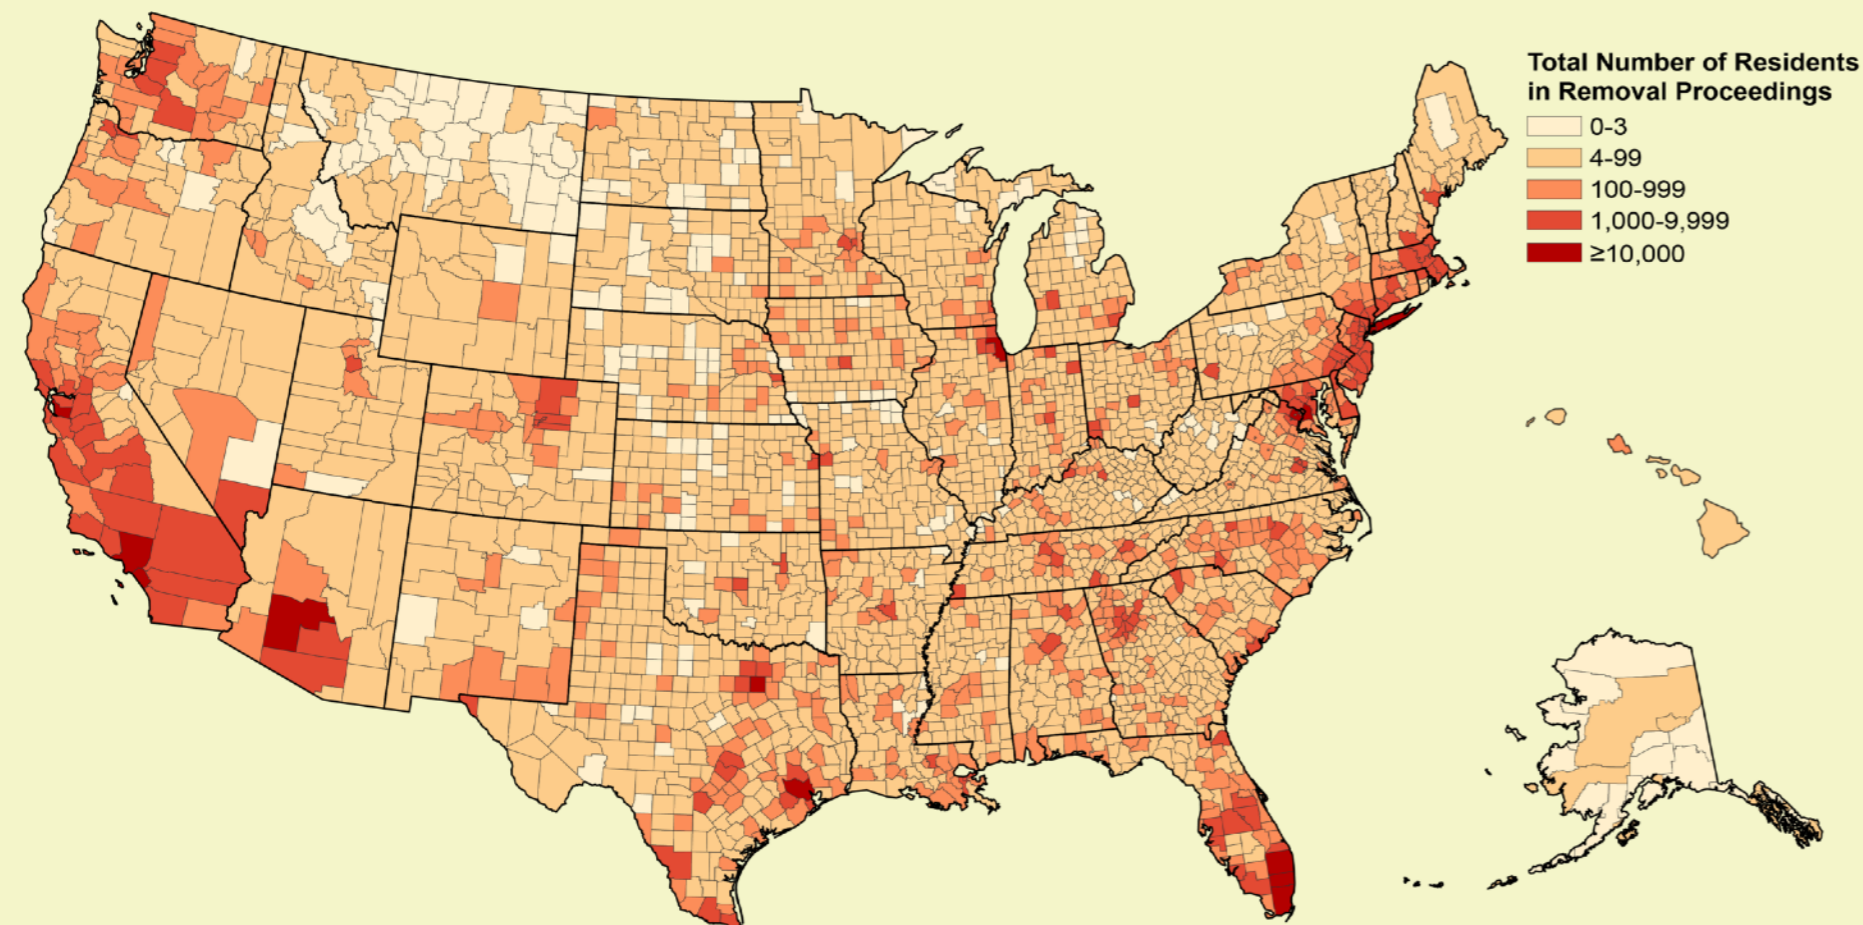 Total Number of Residents
in Removal Proceedings
0-3
4-99
100-999
1,000-9,999
≥10,000